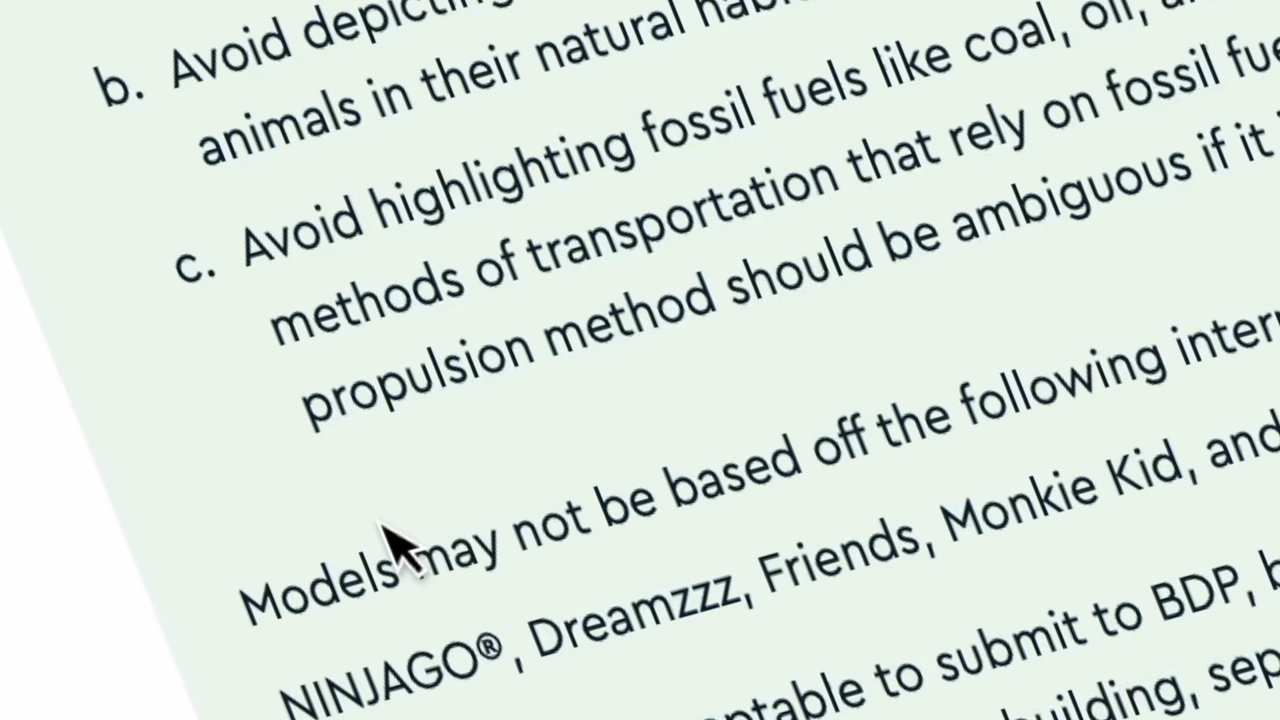 b. Avoid depicting
animals in their natural
c. Avoid highlighting fossil fuels like coal, oil,
methods of transportation that rely on fossil
propulsion method should be ambiguous if it
Models may not be based off the following
NINJAGO®, Dreamzzz, Friends, Monkie Kid, and
to submit to BDP,
building,